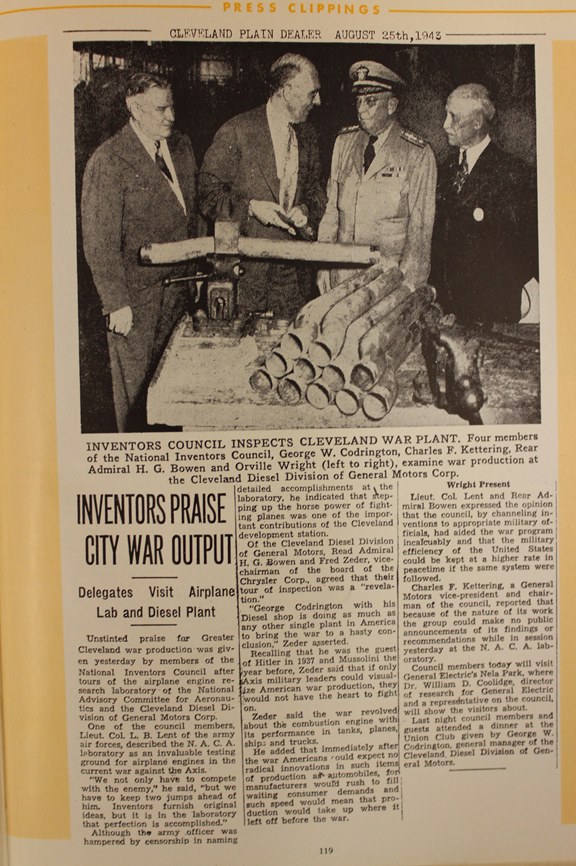 PRESS CLIPPINGS
CLEVELAND PLAIN DEALER AUGUST 25th, 1943
INVENTORS COUNCIL INSPECTS CLEVELAND WAR PLANT. Four members
of the National Inventors Council, George W. Codrington, Charles F. Kettering, Rear
Admiral H. G. Bowen and Orville Wright (left to right), examine war production at
the Cleveland Diesel Division of General Motors Corp.
INVENTORS PRAISE
CITY WAR OUTPUT
Delegates Visit Airplane
Lab and Diesel Plant
Unstinted praise for Greater
Cleveland war production was giv-
en yesterday by members of the
National Inventors Council after
tours of the airplane engine re-
search laboratory of the National
Advisory Committee for Aeronau-
tics and the Cleveland Diesel Di-
vision of General Motors Corp.
One of the council members,
Lieut. Col. L. B. Lent of the army
air forces, described the N. A. C. A.
laboratory as an invaluable testing
ground for airplane engines in the
current war against the Axis.
"We not only have to compete
with the enemy," he said, "but we
have to keep two jumps ahead of
him. Inventors furnish original
ideas, but it is in the laboratory
that perfection is accomplished."
Although the army officer was
hampered by censorship in naming
detailed accomplishments at the
laboratory, he indicated that step-
ping up the horse power of fight-
ing planes was one of the impor-
tant contributions of the Cleveland
development station.
Of the Cleveland Diesel Division
of General Motors, Read Admiral
H. G. Bowen and Fred Zeder, vice-
chairman of the board of the
Chrysler Corp., agreed that their
tour of inspection was a "revela-
tion."
"George Codrington with his
Diesel shop is doing as much as
any other single plant in America
to bring the war to a hasty con-
clusion," Zeder asserted.
Recalling that he was the guest
of Hitler in 1937 and Mussolini the
year before, Zeder said that if only
Axis military leaders could visual-
ize American war production, they
would not have the heart to fight
on.
Zeder said the war revolved
about the combustion engine with
its performance in tanks, planes,
ships and trucks.
He added that immediately after
the war Americans could expect no
radical innovations in such items
of production as automobiles, for
manufacturers would rush to fill
waiting consumer demands and
such speed would mean that pro-
duction would take up where it
left off before the war.
Wright Present
Lieut. Col. Lent and Rear Ad-
miral Bowen expressed the opinion
that the council, by channeling in-
ventions to appropriate military of-
ficials, had aided the war program
incalcuably and that the military
efficiency of the United States
could be kept at a higher rate in
peacetime if the same system were
followed.
Charles F. Kettering, a General
Motors vice-president and chair-
man of the council, reported that
because of the nature of its work
the group could make no public
announcements of its findings or
recommendations while in session
yesterday at the N. A. C. A. lab-
oratory.
Council members today will visit
General Electric's Nela Park, where
Dr. William D. Coolidge, director
of research for General Electric
and a representative on the council,
will show the visitors about.
Last night council members and
guests attended a dinner at the
Union Club given by George W.
Codrington, general manager of the
Cleveland Diesel Division of Gen-
eral Motors.
119